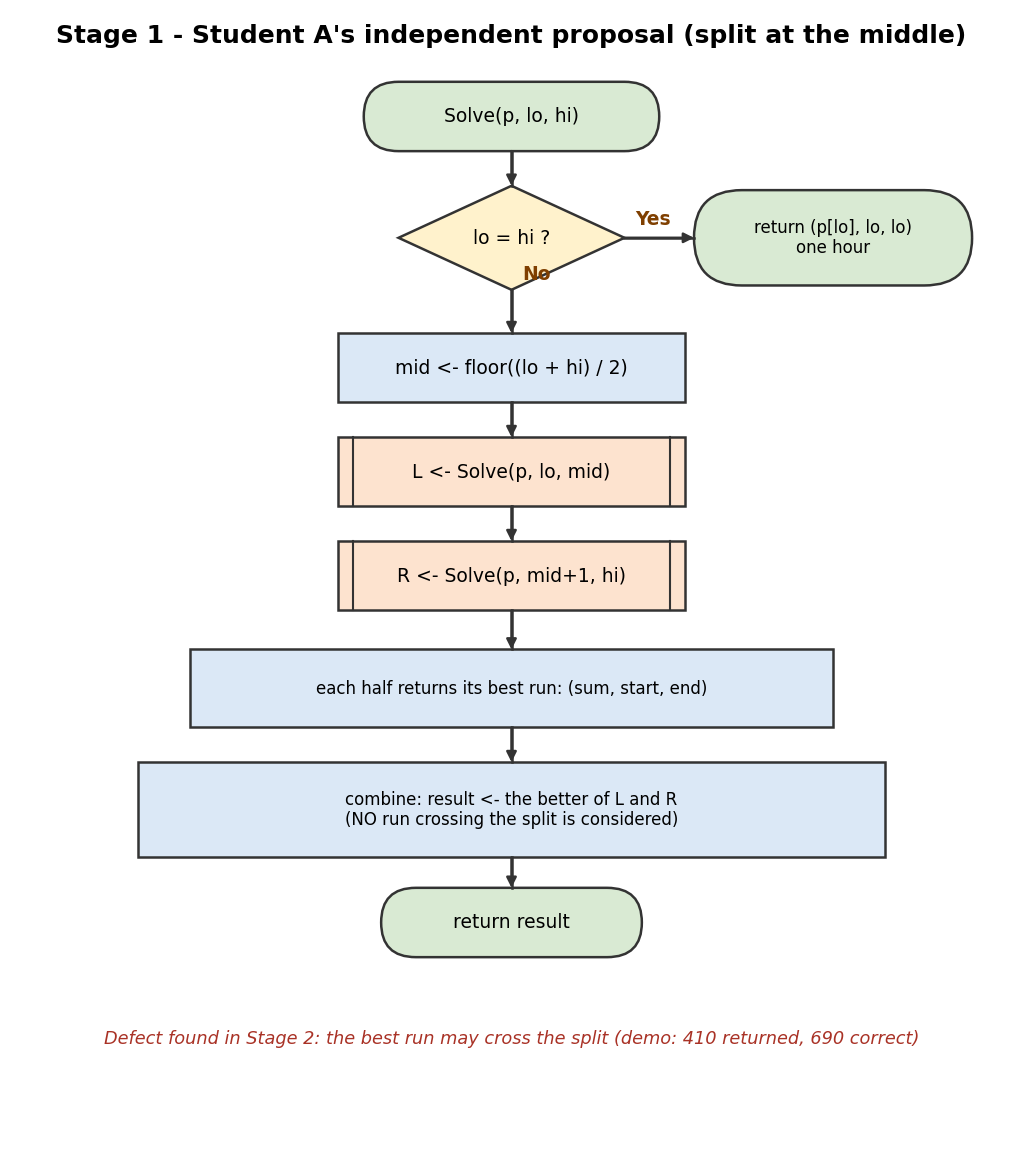 Stage 1 - Student A's independent proposal (split at the middle)
Solve(p, lo, hi)
lo = hi ?
Yes
return (p[lo], lo, lo)
one hour
No
mid <- floor((lo + hi) / 2)
L <- Solve(p, lo, mid)
R <- Solve(p, mid+1, hi)
each half returns its best run: (sum, start, end)
combine: result <- the better of L and R
(NO run crossing the split is considered)
return result
Defect found in Stage 2: the best run may cross the split (demo: 410 returned, 690 correct)